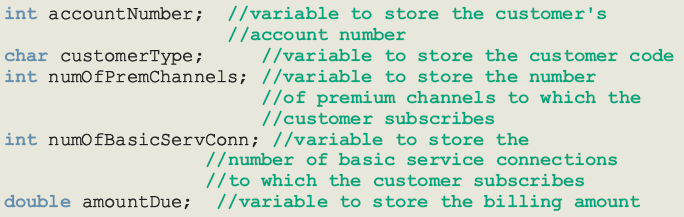 int accountNumber;  //variable to store the customer's
//account number
char customerType;  //variable to store the customer code
int numOfPremChannels; //variable to store the number
//of premium channels to which the
//customer subscribes
int numOfBasicServConn; //variable to store the
//number of basic service connections
//to which the customer subscribes
double amountDue;  //variable to store the billing amount